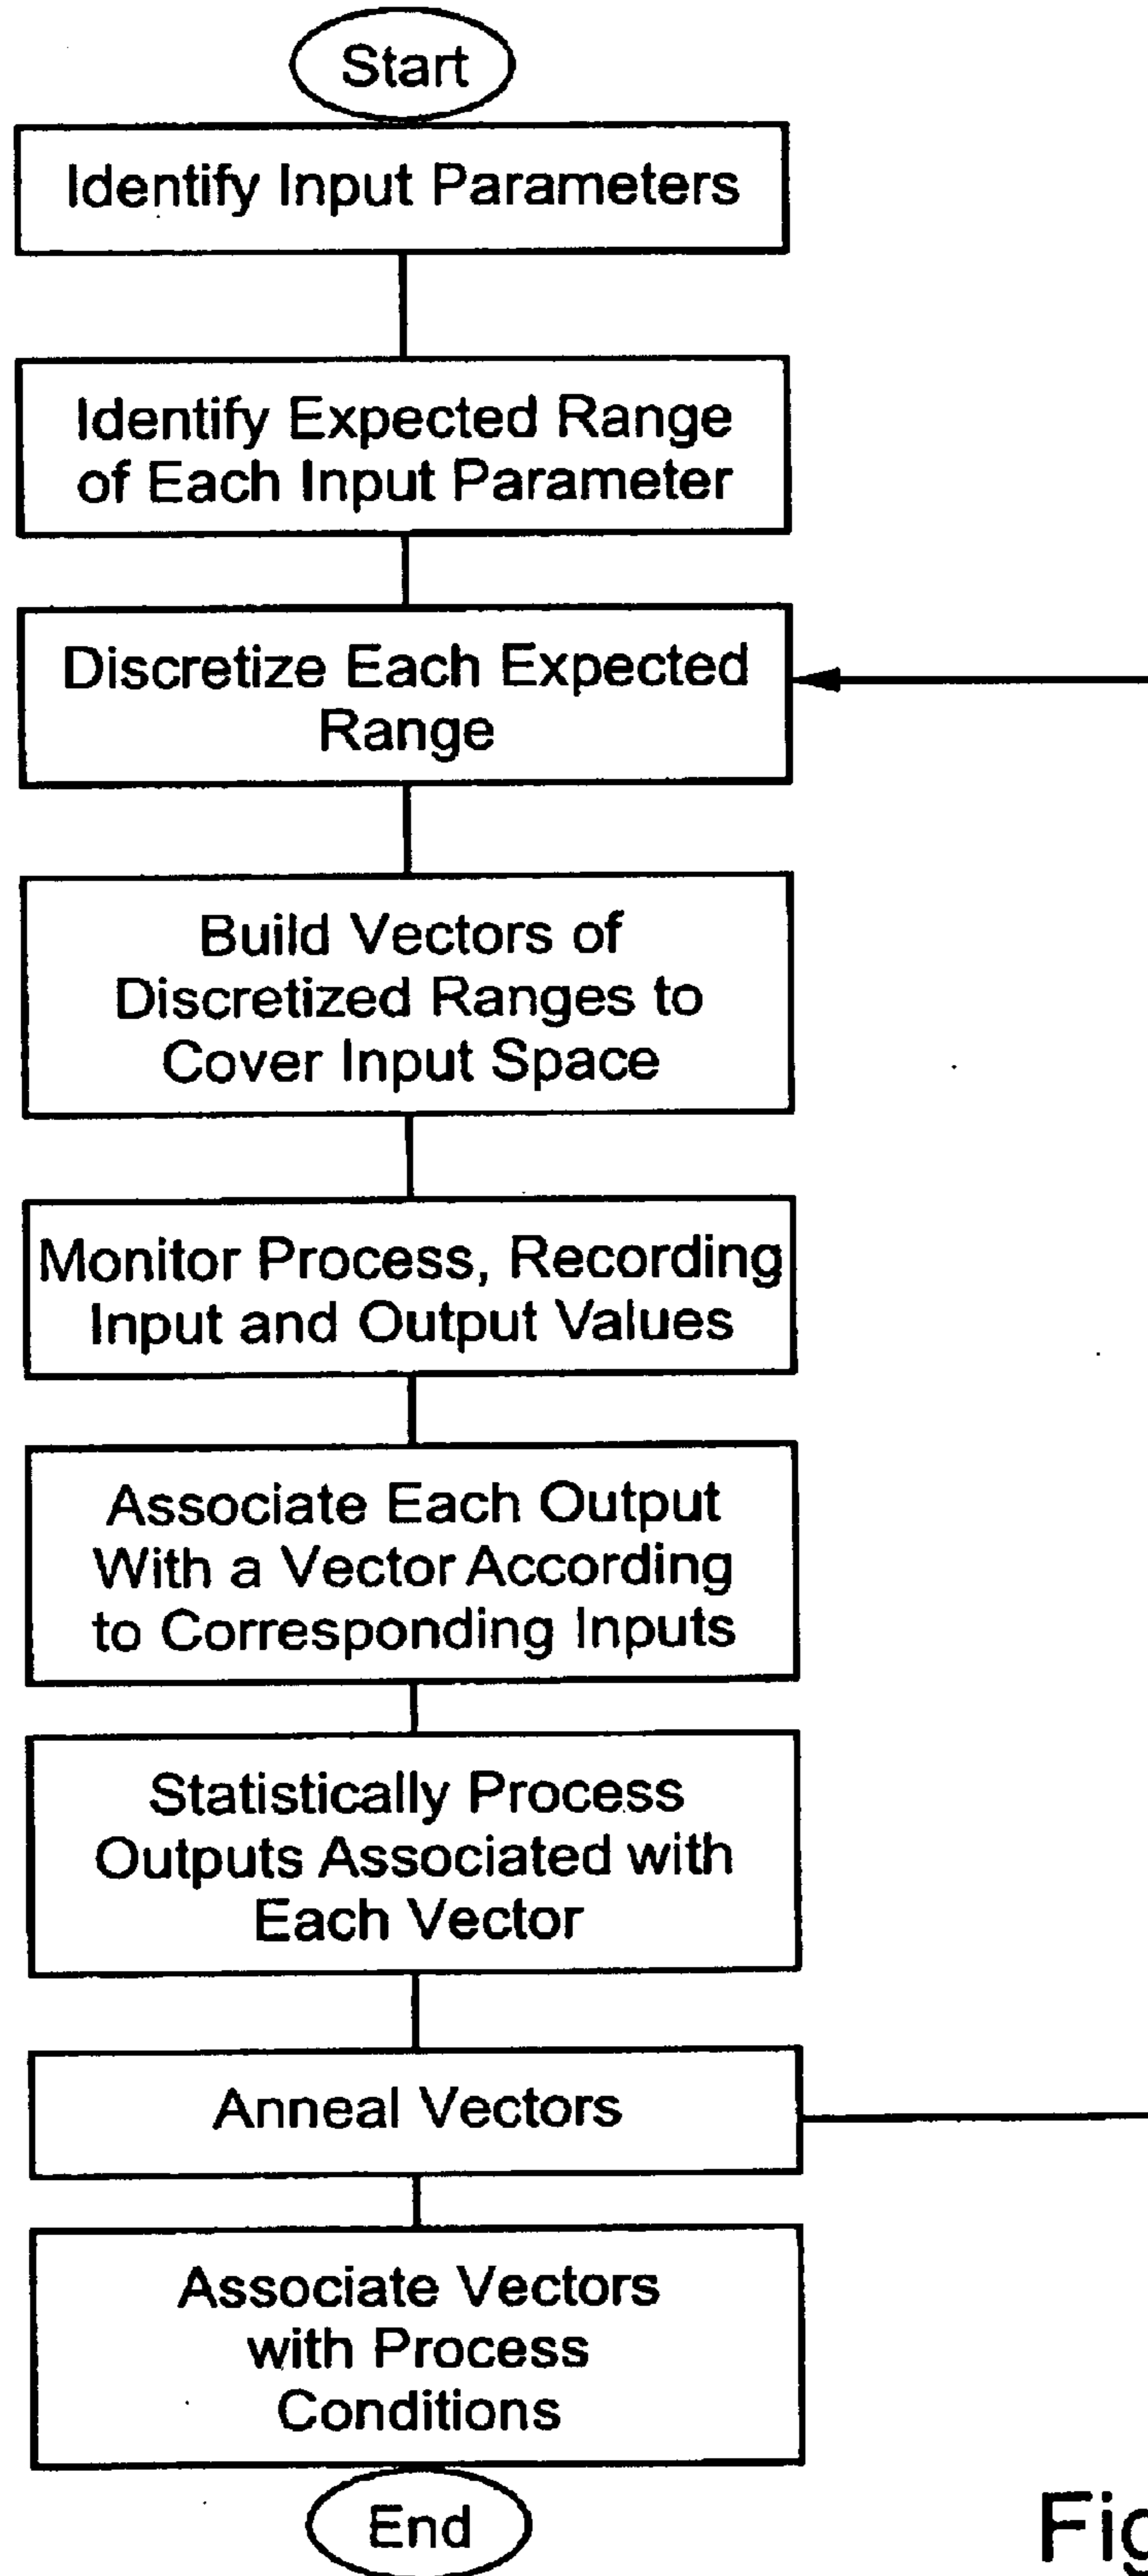 Start
Identify Input Parameters
Identify Expected Range
of Each Input Parameter
Discretize Each Expected
Range
Build Vectors of
Discretized Ranges to
Cover Input Space
Monitor Process, Recording
Input and Output Values
Associate Each Output
With a Vector According
to Corresponding Inputs
Statistically Process
Outputs Associated with
Each Vector
Anneal Vectors
Associate Vectors
with Process
Conditions
End
Fig